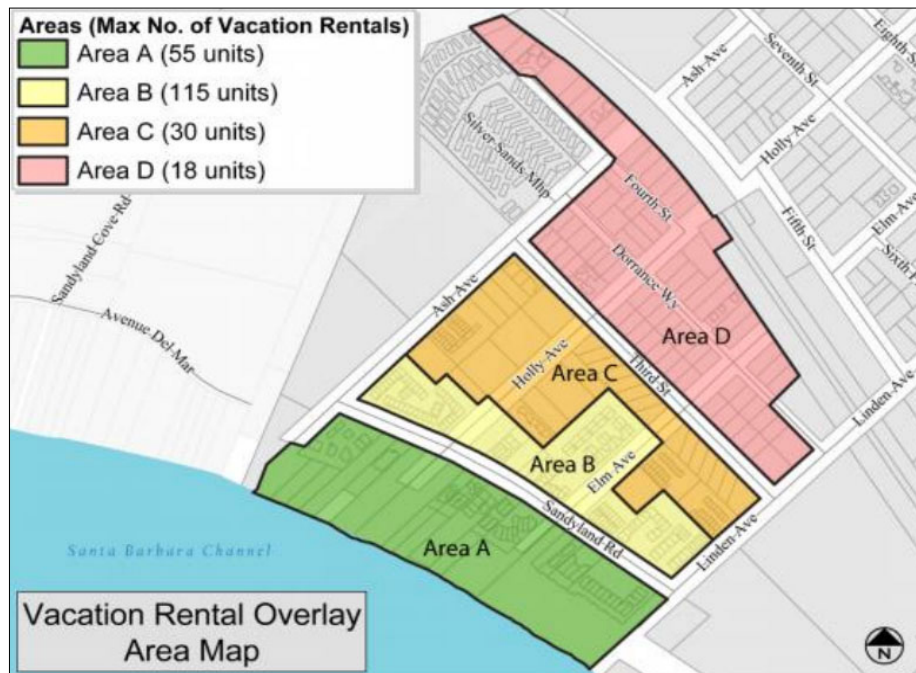 Areas (Max No. of Vacation Rentals)
Area A (55 units)
Area B (115 units)
Area C (30 units)
Area D (18 units)
Ash Ave
Seventh St
Eighth St
Silver Sands Mhp
Holly Ave
Fourth St
Elm Ave
Fifth St
Sandyland Cove Rd
Sixth
Dorrance Wy
Ash Ave
Avenue Del Mar
Area D
Holly Ave
Area C
Third St
Linden Ave
Area B
Elm Ave
Sandyland Rd
Area A
Linden Ave
Santa Barbara Channel
Vacation Rental Overlay
Area Map
N